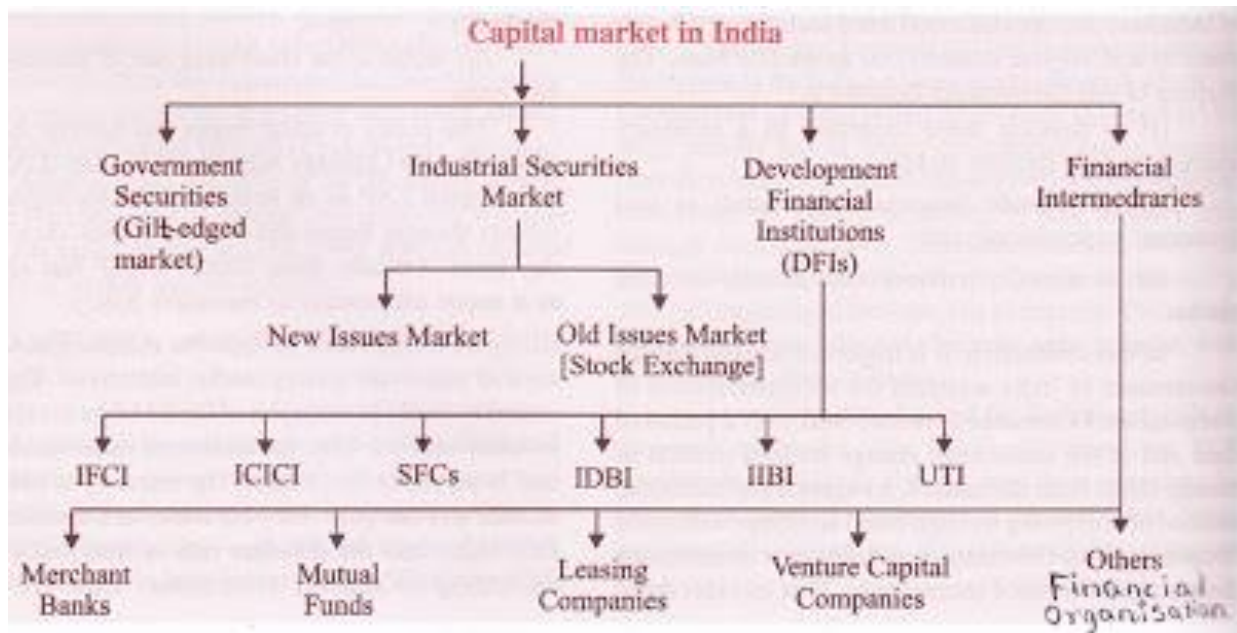 Capital market in India
Government
Securities
(Gilt-edged
market)
Industrial Securities
Market
Development
Financial
Institutions
(DFIs)
Financial
Intermedraries
New Issues Market
Old Issues Market
[Stock Exchange]
IFCI
ICICI
SFCs
IDBI
IIBI
UTI
Merchant
Banks
Mutual
Funds
Leasing
Companies
Venture Capital
Companies
Others
Financial
Organisation